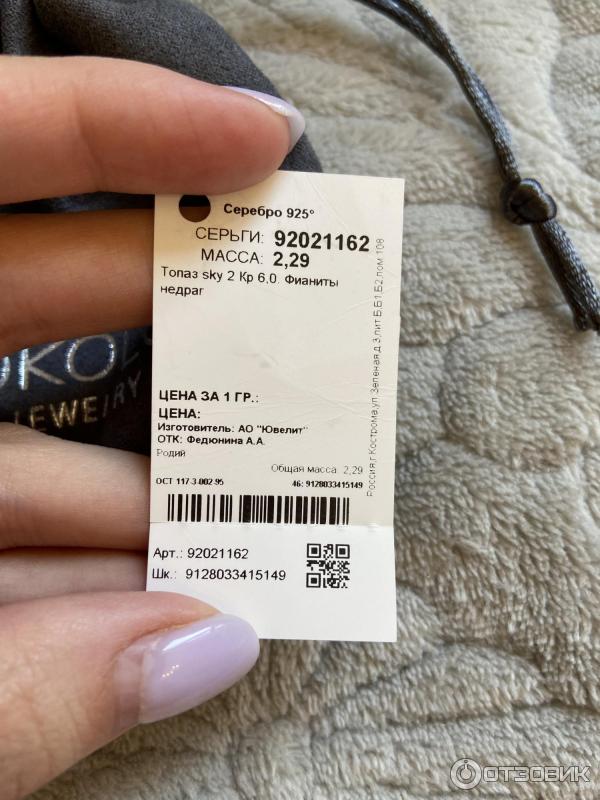 Серебро 925°
СЕРЬГИ: 92021162
МАССА: 2,29
Топаз sky 2 Кр 6,0. Фианиты
недраг
ЦЕНА ЗА 1 ГР.:
ЦЕНА:
Изготовитель: АО "Ювелит"
ОТК: Федюнина А.А.
Родий
Общая масса: 2,29
ОСТ 117-3-002-95 46: 9128033415149
Россия,г.Кострома,ул.Зеленая,д.3,лит Б,Б1,Б2,пом.108
Арт.: 92021162
Шк.: 9128033415149
ОТЗОВИК